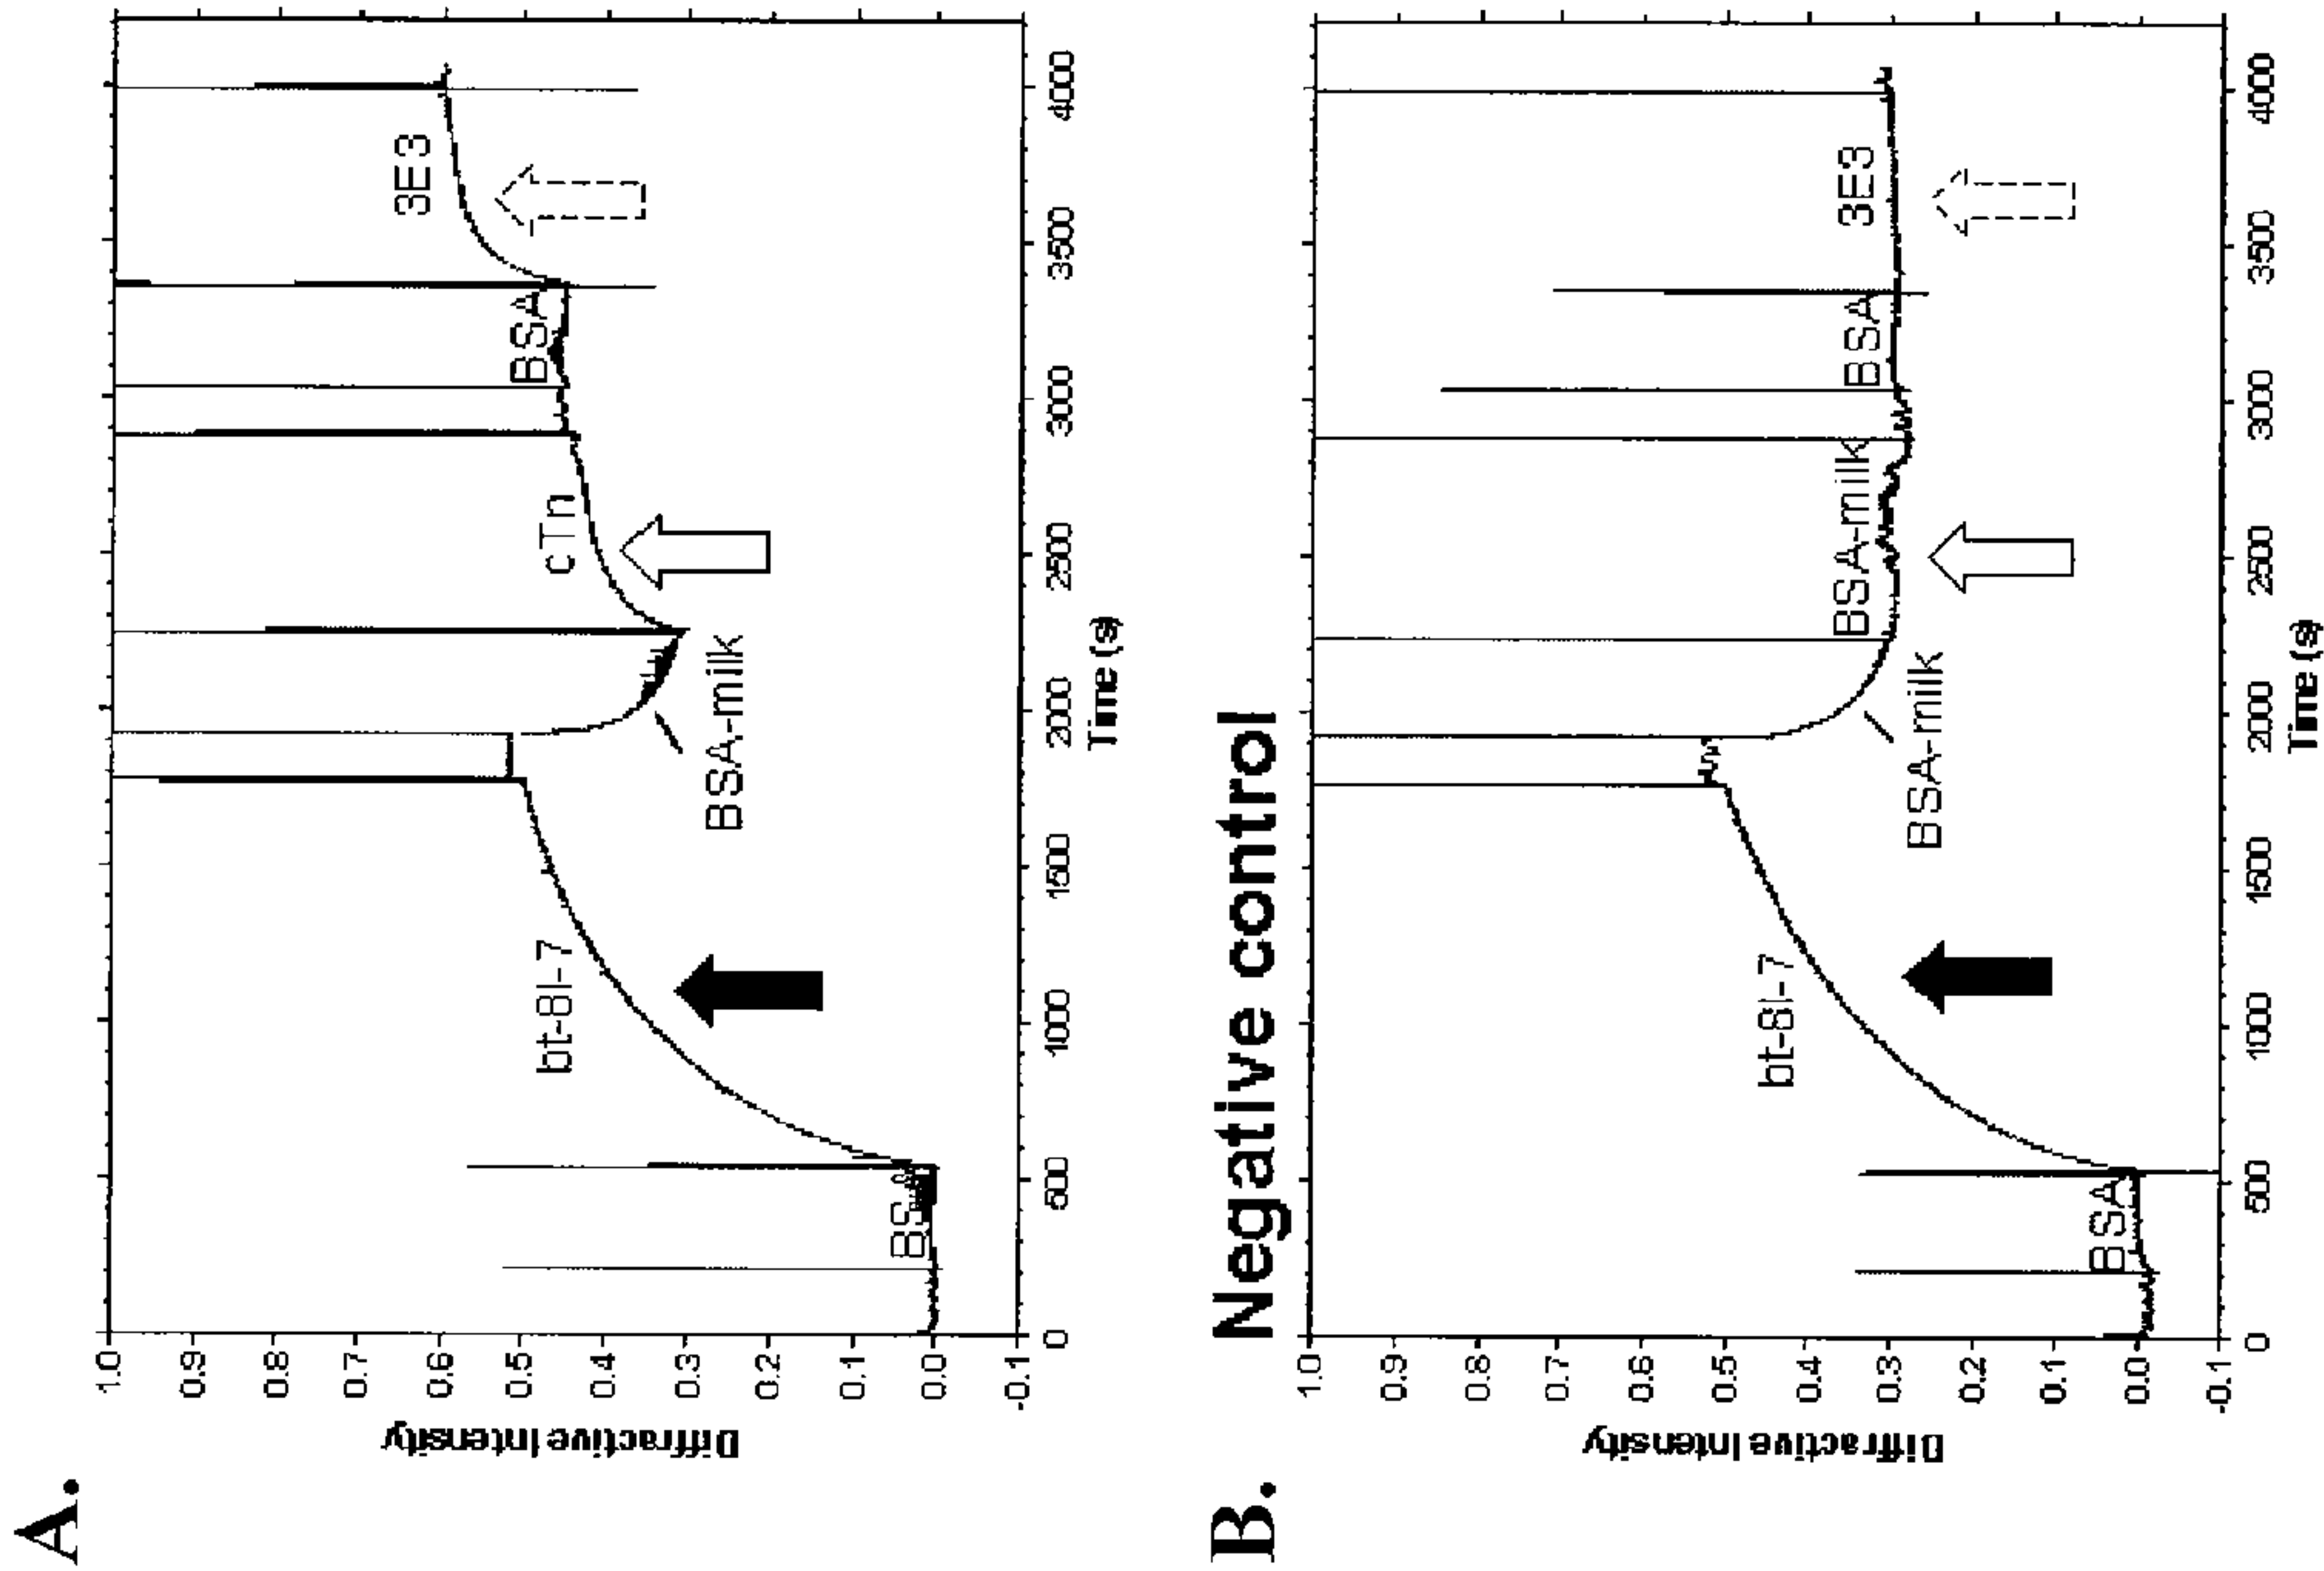 A.
Diffractive Intensity
1.0
0.9
0.8
0.7
0.6
0.5
0.4
0.3
0.2
0.1
0.0
-0.1
BSA
bt-8I-7
BSA-milk
cTn
BSA
3E3
0 500 1000 1500 2000 2500 3000 3500 4000
Time (s)
B. Negative control
Diffractive Intensity
1.0
0.9
0.8
0.7
0.6
0.5
0.4
0.3
0.2
0.1
0.0
-0.1
BSA
bt-8I-7
BSA-milk
BSA-milk
BSA
3E3
0 500 1000 1500 2000 2500 3000 3500 4000
Time (s)